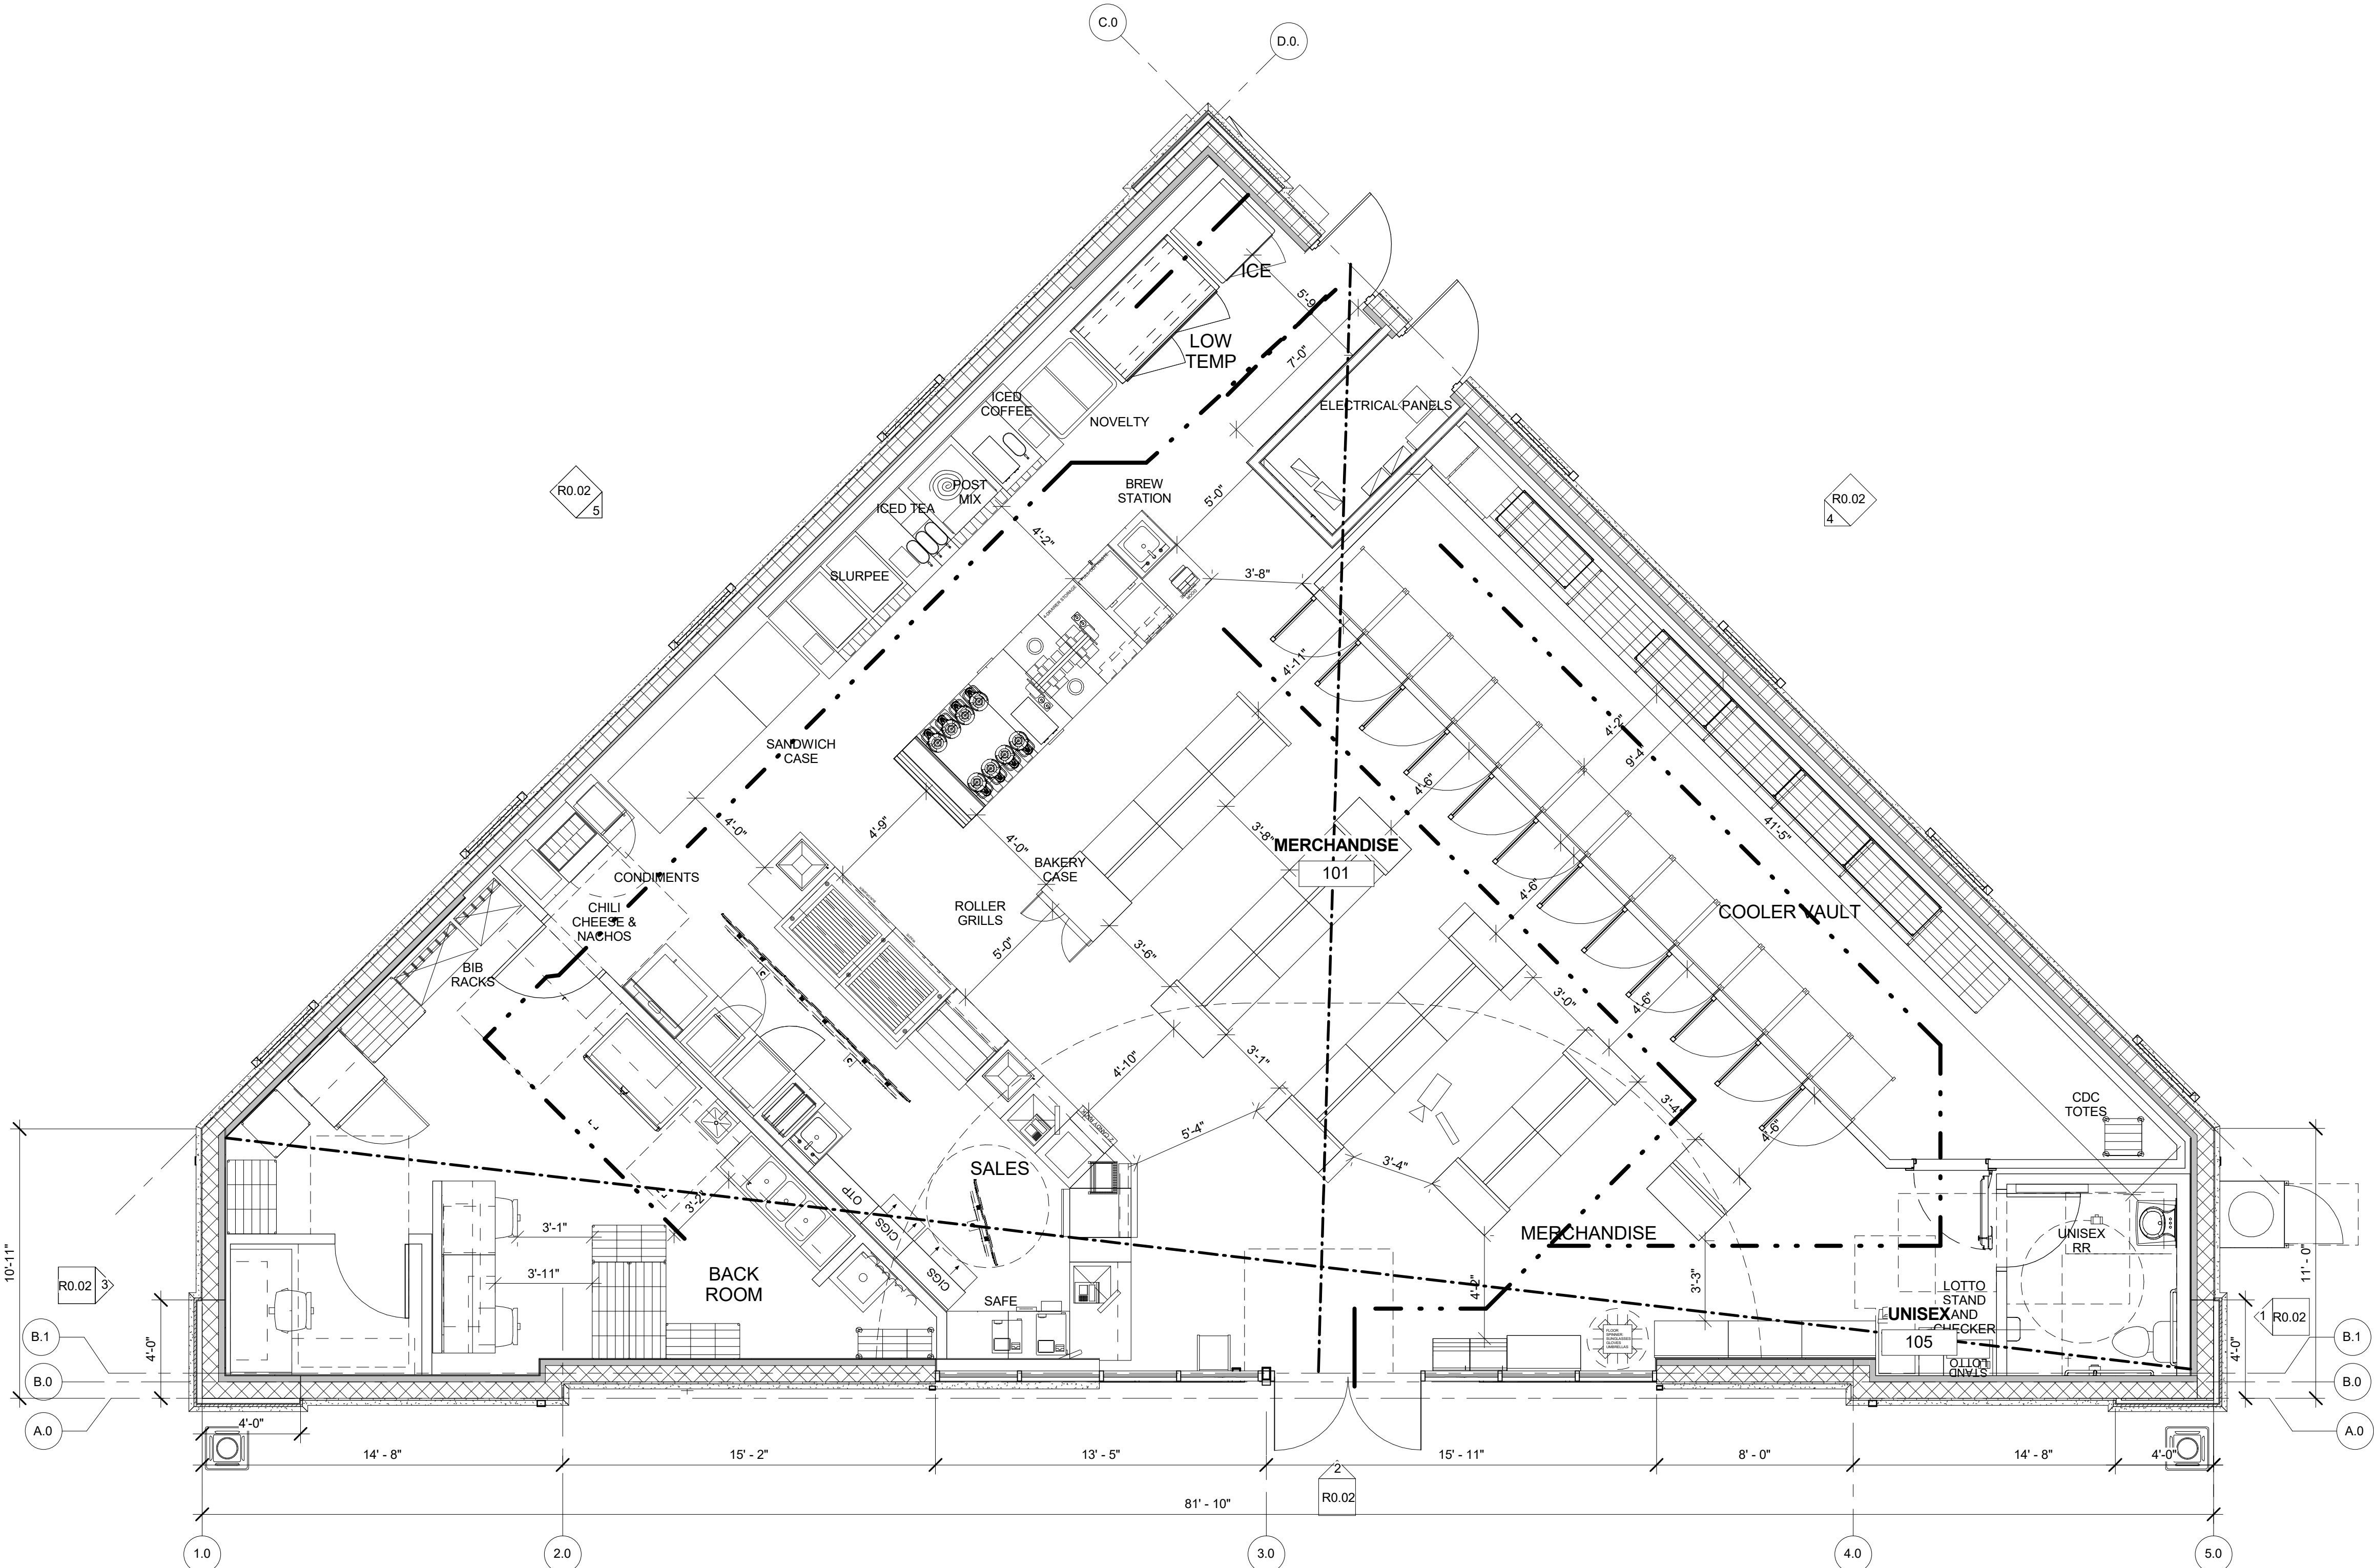 C.0
D.0.
ICE
5'-9"
LOW
TEMP
7'-0"
ICED
COFFEE
NOVELTY
ELECTRICAL PANELS
R0.02
5
POST
MIX
BREW
STATION
5'-0"
R0.02
4
ICED TEA
4'-2"
SLURPEE
3'-8"
4'-11"
SANDWICH
CASE
4'-2"
9'-4
4'-6"
4'-0"
4'-9"
4'-0"
3'-8"
MERCHANDISE
101
41'-5"
BAKERY
CASE
CONDIMENTS
4'-6"
CHILI
CHEESE &
NACHOS
ROLLER
GRILLS
COOLER VAULT
5'-0"
3'-6"
BIB
RACKS
C
3'-0"
4'-6"
4'-10"
3'-1"
C
CDC
TOTES
3'-4"
4'-6"
5'-4"
3'-4"
SALES
OTP
3'-2"
CIGS
CIGS
3'-1"
3'-11"
MERCHANDISE
UNISEX
RR
10'-11"
11' - 0"
R0.02
3
BACK
ROOM
SAFE
4'-2"
3'-3"
LOTTO
STAND
AND
CHECKER
UNISEX
105
LOTTO
STAND
FLOOR
SPINNER
SUNGLASSES
GLOVES
UMBRELLAS
1
R0.02
4'-0"
4'-0"
B.1
B.0
A.0
B.1
B.0
A.0
4'-0"
14' - 8"
15' - 2"
13' - 5"
15' - 11"
8' - 0"
14' - 8"
4'-0"
2
R0.02
81' - 10"
1.0
2.0
3.0
4.0
5.0